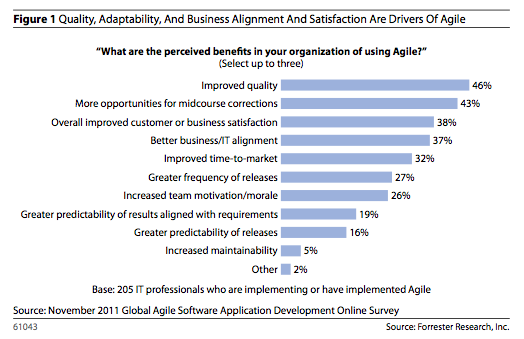 Figure 1 Quality, Adaptability, And Business Alignment And Satisfaction Are Drivers Of Agile
“What are the perceived benefits in your organization of using Agile?”
(Select up to three)
Improved quality 46%
More opportunities for midcourse corrections 43%
Overall improved customer or business satisfaction 38%
Better business/IT alignment 37%
Improved time-to-market 32%
Greater frequency of releases 27%
Increased team motivation/morale 26%
Greater predictability of results aligned with requirements 19%
Greater predictability of releases 16%
Increased maintainability 5%
Other 2%
Base: 205 IT professionals who are implementing or have implemented Agile
Source: November 2011 Global Agile Software Application Development Online Survey
61043 Source: Forrester Research, Inc.